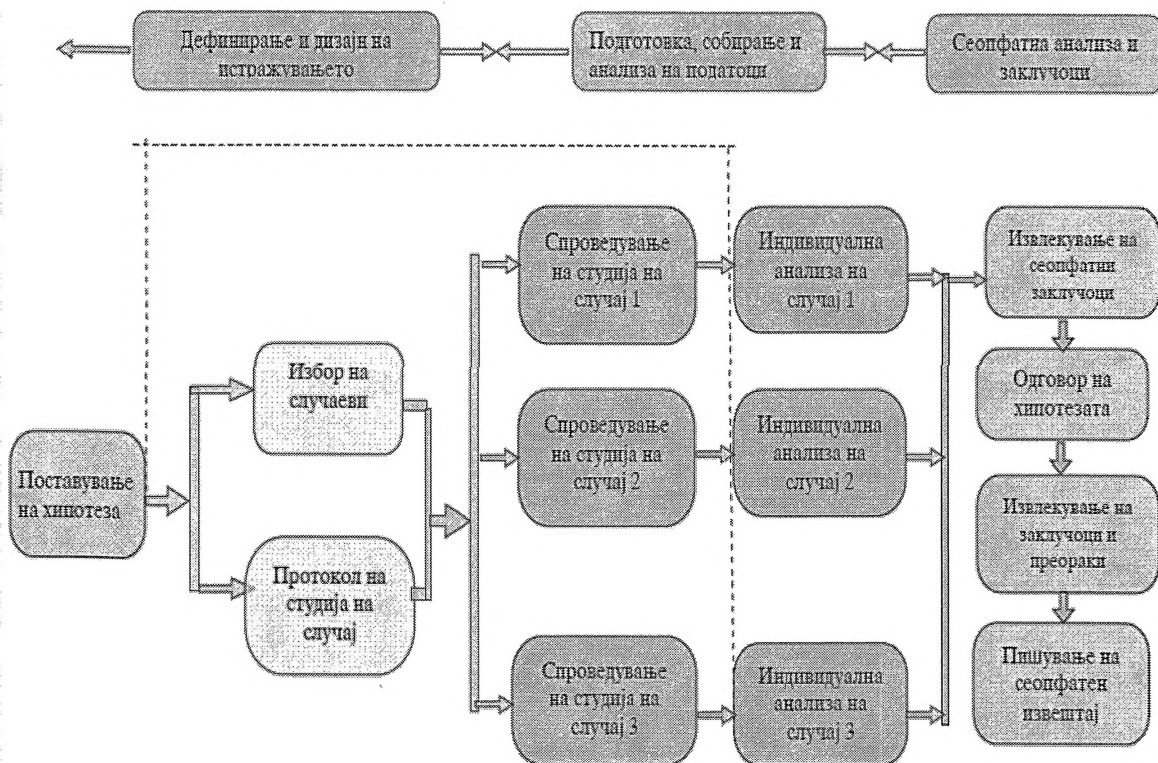 Дефинирање и дизајн на
истражувањето
Подготовка, собирање и
анализа на податоци
Сеопфатна анализа и
заклучоци
Поставување
на хипотеза
Избор на
случаеви
Протокол на
студија на
случај
Спроведување
на студија на
случај 1
Спроведување
на студија на
случај 2
Спроведување
на студија на
случај 3
Индивидуална
анализа на
случај 1
Индивидуална
анализа на
случај 2
Индивидуална
анализа на
случај 3
Извлекување на
сеопфатни
заклучоци
Одговор на
хипотезата
Извлекување на
заклучоци и
преораки
Пишување на
сеопфатен
извештај